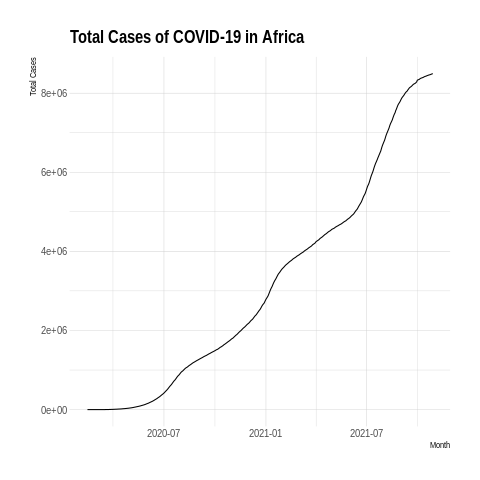 Total Cases of COVID-19 in Africa
Total Cases
8e+06
6e+06
4e+06
2e+06
0e+00
2020-07
2021-01
2021-07
Month